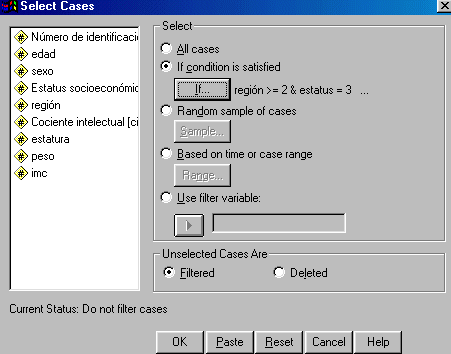 Select Cases
Número de identificaci
edad
sexo
Estatus socioeconómi
región
Cociente intelectual [ci
estatura
peso
imc
Select
All cases
If condition is satisfied
If... región >= 2 & estatus = 3 ...
Random sample of cases
Sample...
Based on time or case range
Range...
Use filter variable:
Unselected Cases Are
Filtered Deleted
Current Status: Do not filter cases
OK Paste Reset Cancel Help